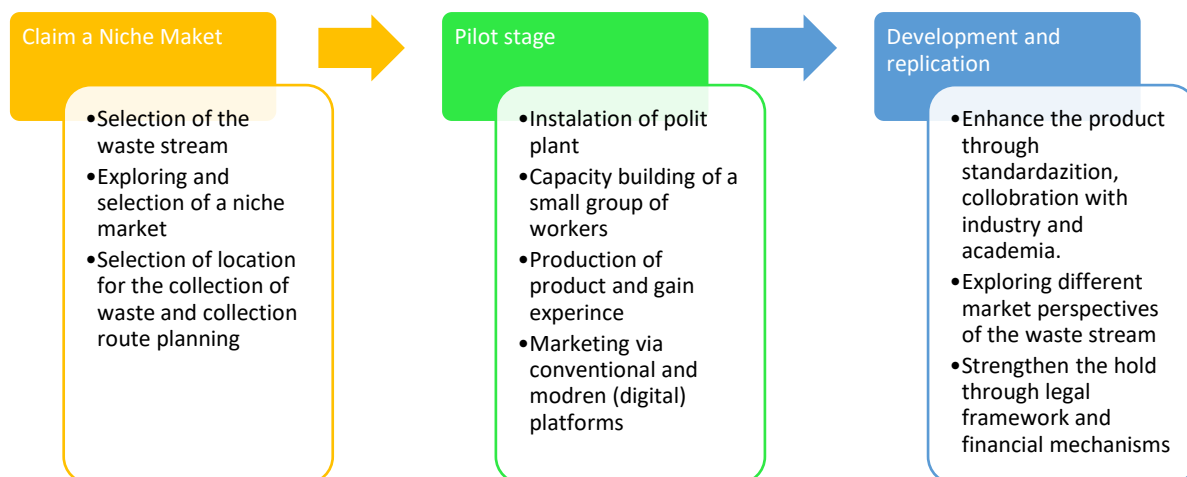 Claim a Niche Maket
•Selection of the
waste stream
•Exploring and
selection of a niche
market
•Selection of location
for the collection of
waste and collection
route planning
Pilot stage
•Instalation of polit
plant
•Capacity building of a
small group of
workers
•Production of
product and gain
experince
•Marketing via
conventional and
modren (digital)
platforms
Development and
replication
•Enhance the product
through
standardazition,
collobration with
industry and
academia.
•Exploring different
market perspectives
of the waste stream
•Strengthen the hold
through legal
framework and
financial mechanisms